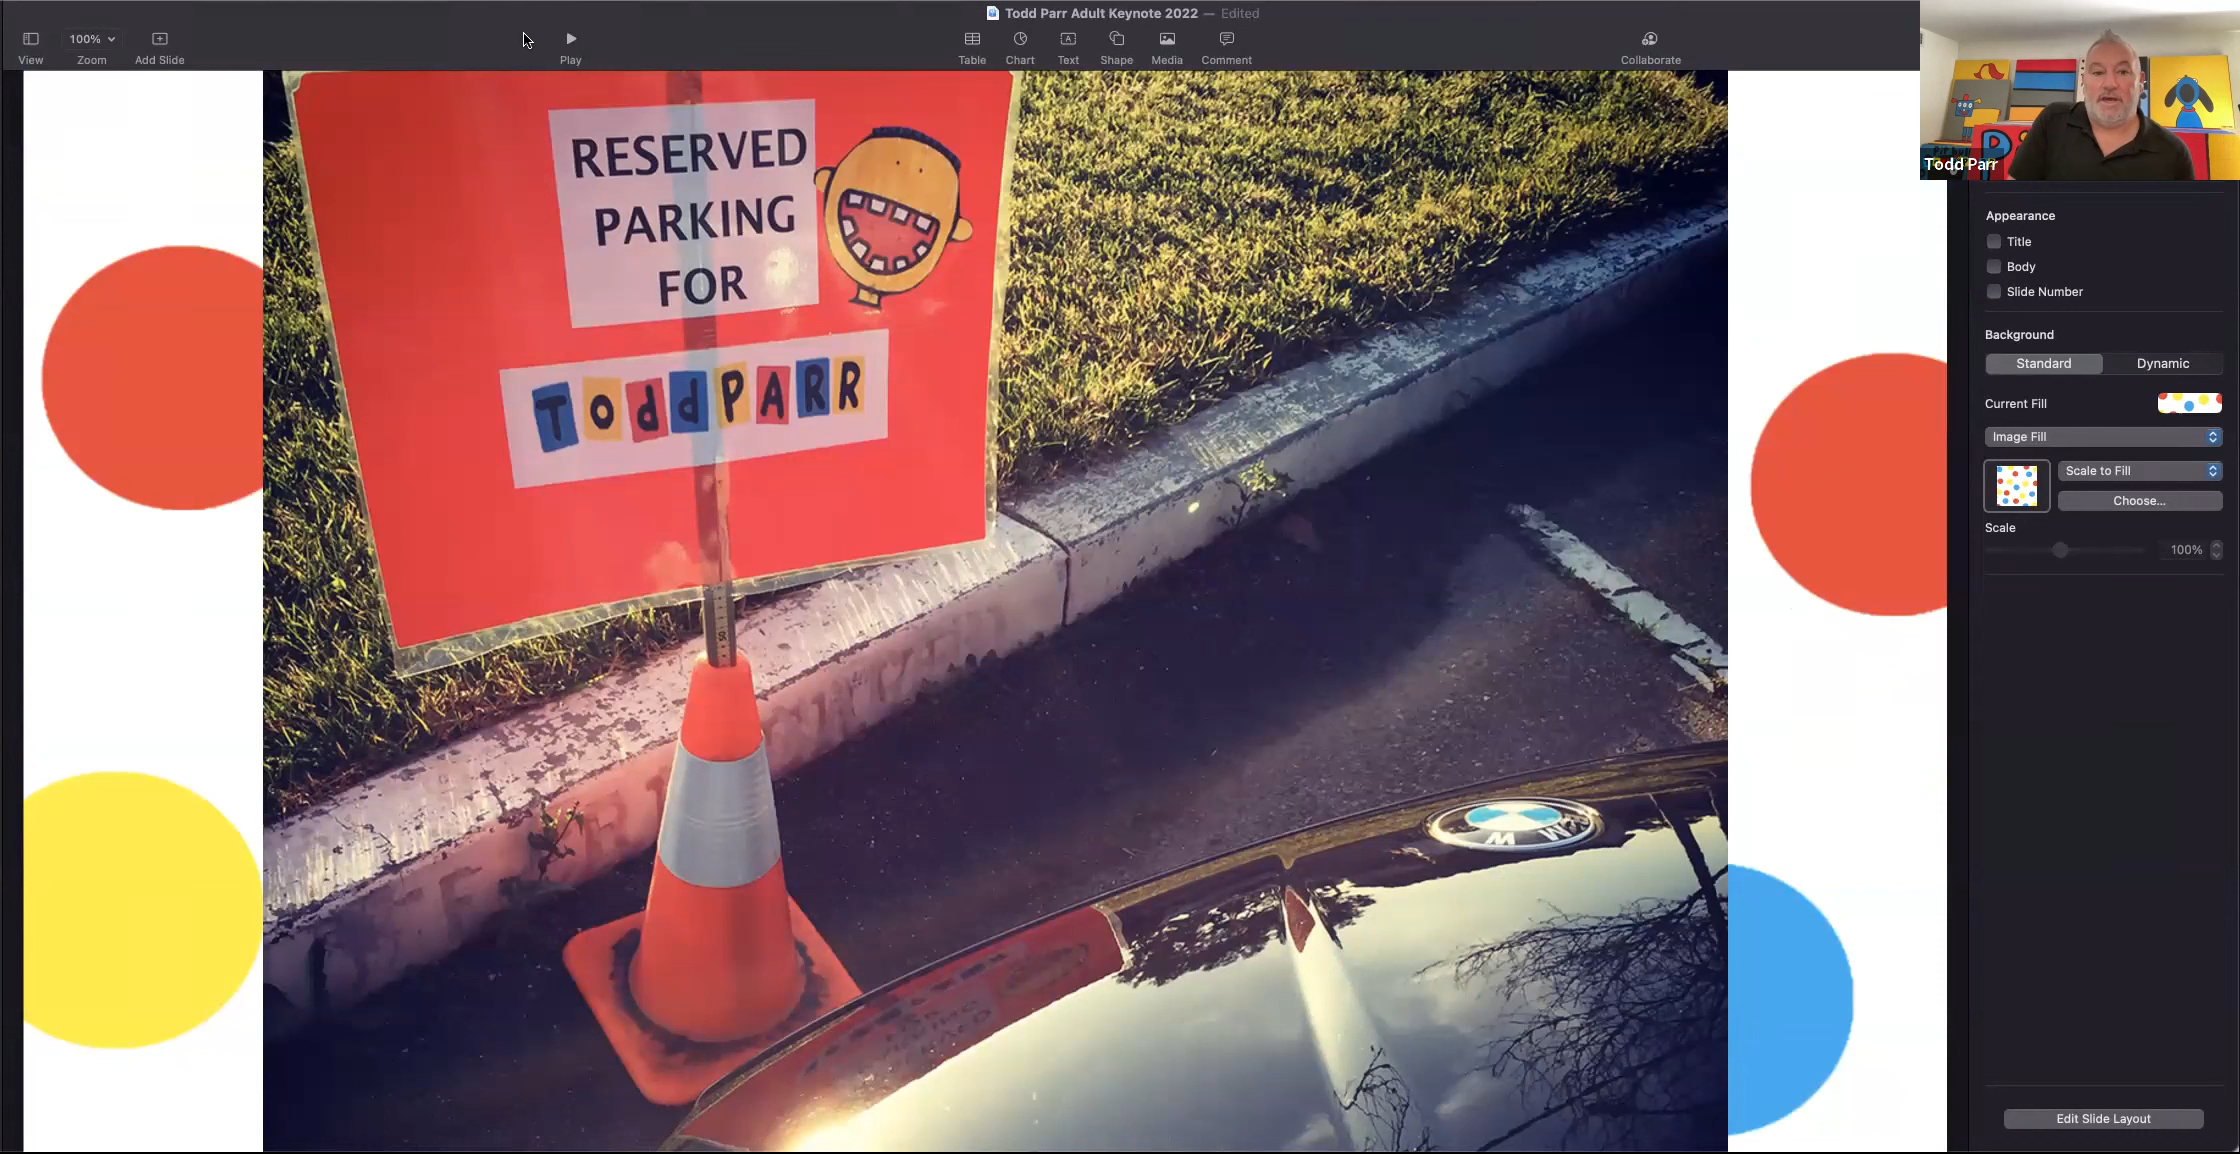 Todd Parr Adult Keynote 2022 — Edited
View
100%
Zoom
Add Slide
Play
Table
Chart
Text
Shape
Media
Comment
Collaborate
Todd Parr
RESERVED
PARKING
FOR
ToddPARR
BMW
Appearance
Title
Body
Slide Number
Background
Standard
Dynamic
Current Fill
Image Fill
Scale to Fill
Choose...
Scale
100%
Edit Slide Layout